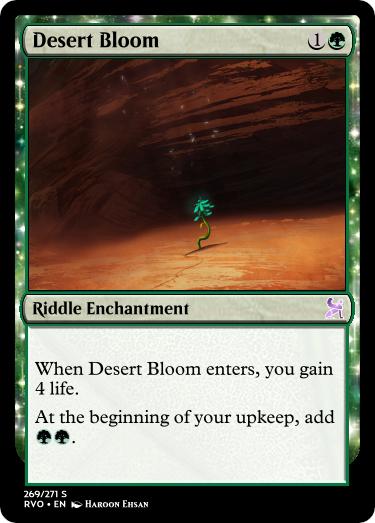 Desert Bloom 1
Riddle Enchantment
When Desert Bloom enters, you gain
4 life.
At the beginning of your upkeep, add
.
269/271 S
RVO • EN Haroon Ehsan